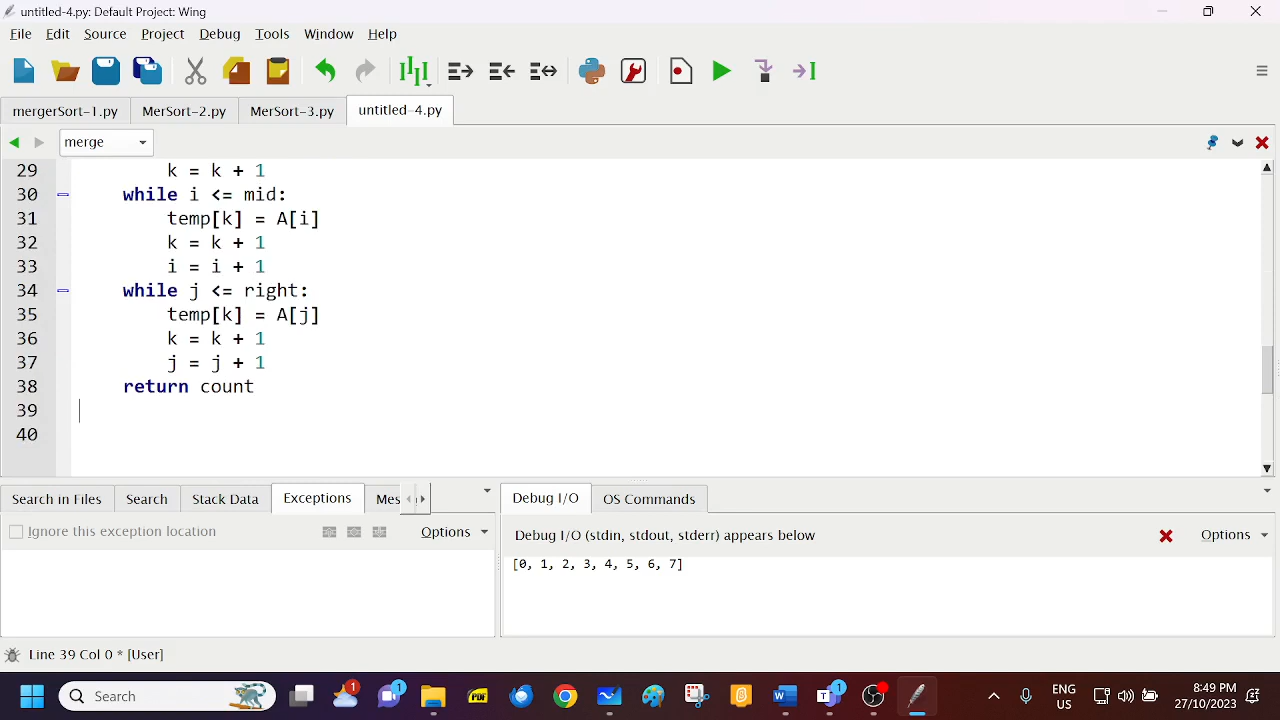 untitled-4.py: Default Project: Wing
File Edit Source Project Debug Tools Window Help
mergerSort-1.py MerSort-2.py MerSort-3.py untitled-4.py
merge
29 k = k + 1
30 while i <= mid:
31 temp[k] = A[i]
32 k = k + 1
33 i = i + 1
34 while j <= right:
35 temp[k] = A[j]
36 k = k + 1
37 j = j + 1
38 return count
39
40
Search in Files Search Stack Data Exceptions Mes
Debug I/O OS Commands
Ignore this exception location Options
Debug I/O (stdin, stdout, stderr) appears below Options
[0, 1, 2, 3, 4, 5, 6, 7]
Line 39 Col 0 * [User]
Search
1
1
PDF
1
ENG
US
8:49 PM
27/10/2023